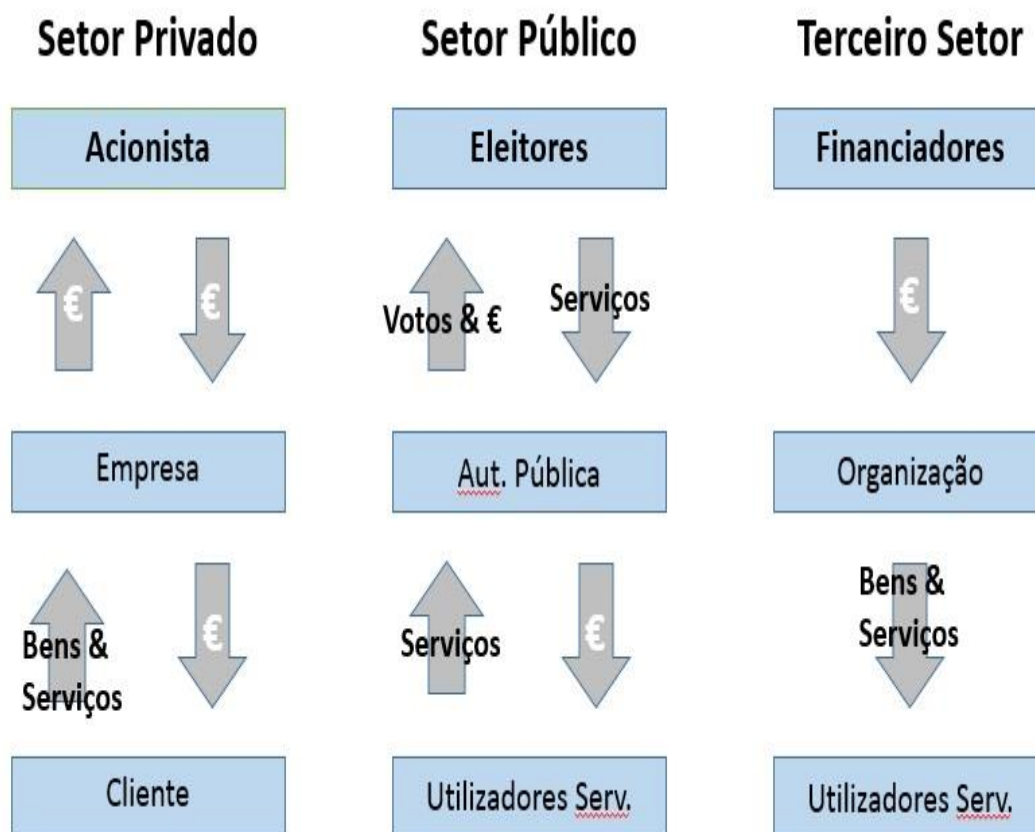 Setor Privado
Setor Público
Terceiro Setor
Acionista
Eleitores
Financiadores
€
€
Votos & €
Serviços
€
Empresa
Aut. Pública
Organização
Bens &
Serviços
€
Serviços
€
Bens &
Serviços
Cliente
Utilizadores Serv.
Utilizadores Serv.